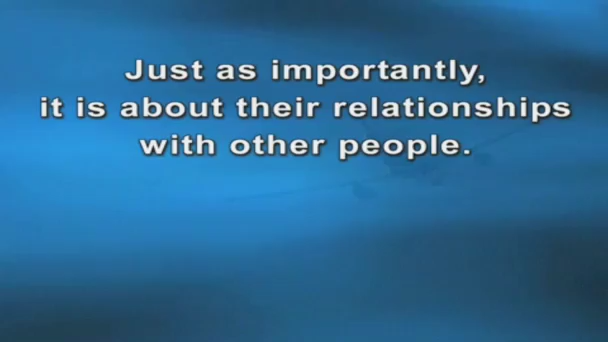 Just as importantly,
it is about their relationships
with other people.